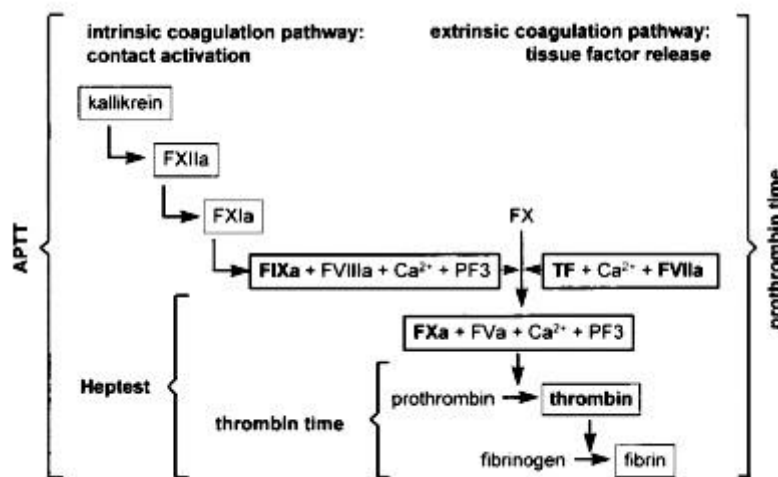 intrinsic coagulation pathway:
contact activation
extrinsic coagulation pathway:
tissue factor release
kallikrein
FXIIa
FXIa
FX
FIXa + FVIIIa + Ca²⁺ + PF3
TF + Ca²⁺ + FVIIa
FXa + FVa + Ca²⁺ + PF3
prothrombin
thrombin
fibrinogen
fibrin
APTT
Heptest
thrombin time
prothrombin time